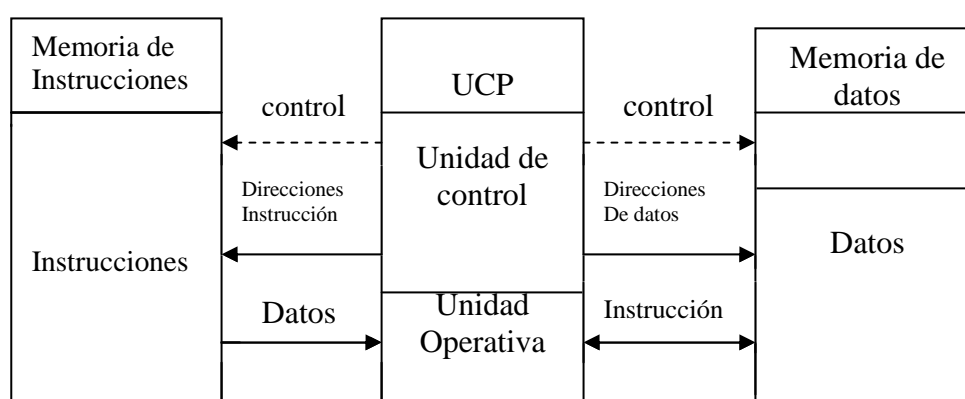 Memoria de
Instrucciones
UCP
Memoria de
datos
control
control
Unidad de
control
Direcciones
Instrucción
Direcciones
De datos
Instrucciones
Datos
Datos
Unidad
Operativa
Instrucción